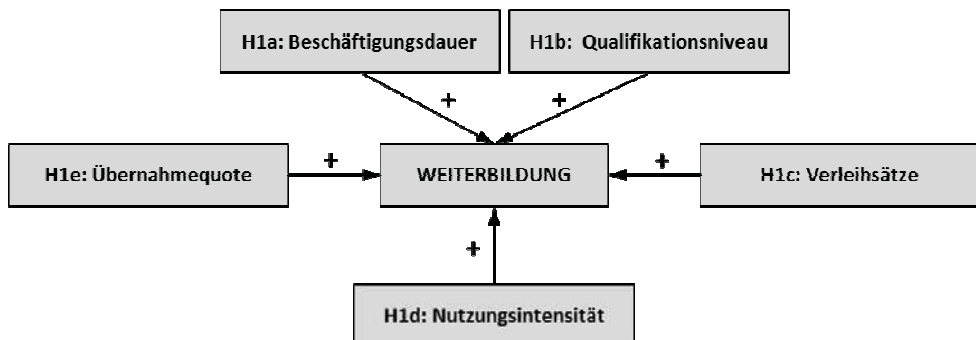 H1a: Beschäftigungsdauer
H1b: Qualifikationsniveau
+
+
H1e: Übernahmequote
+
WEITERBILDUNG
+
H1c: Verleihsätze
+
H1d: Nutzungsintensität